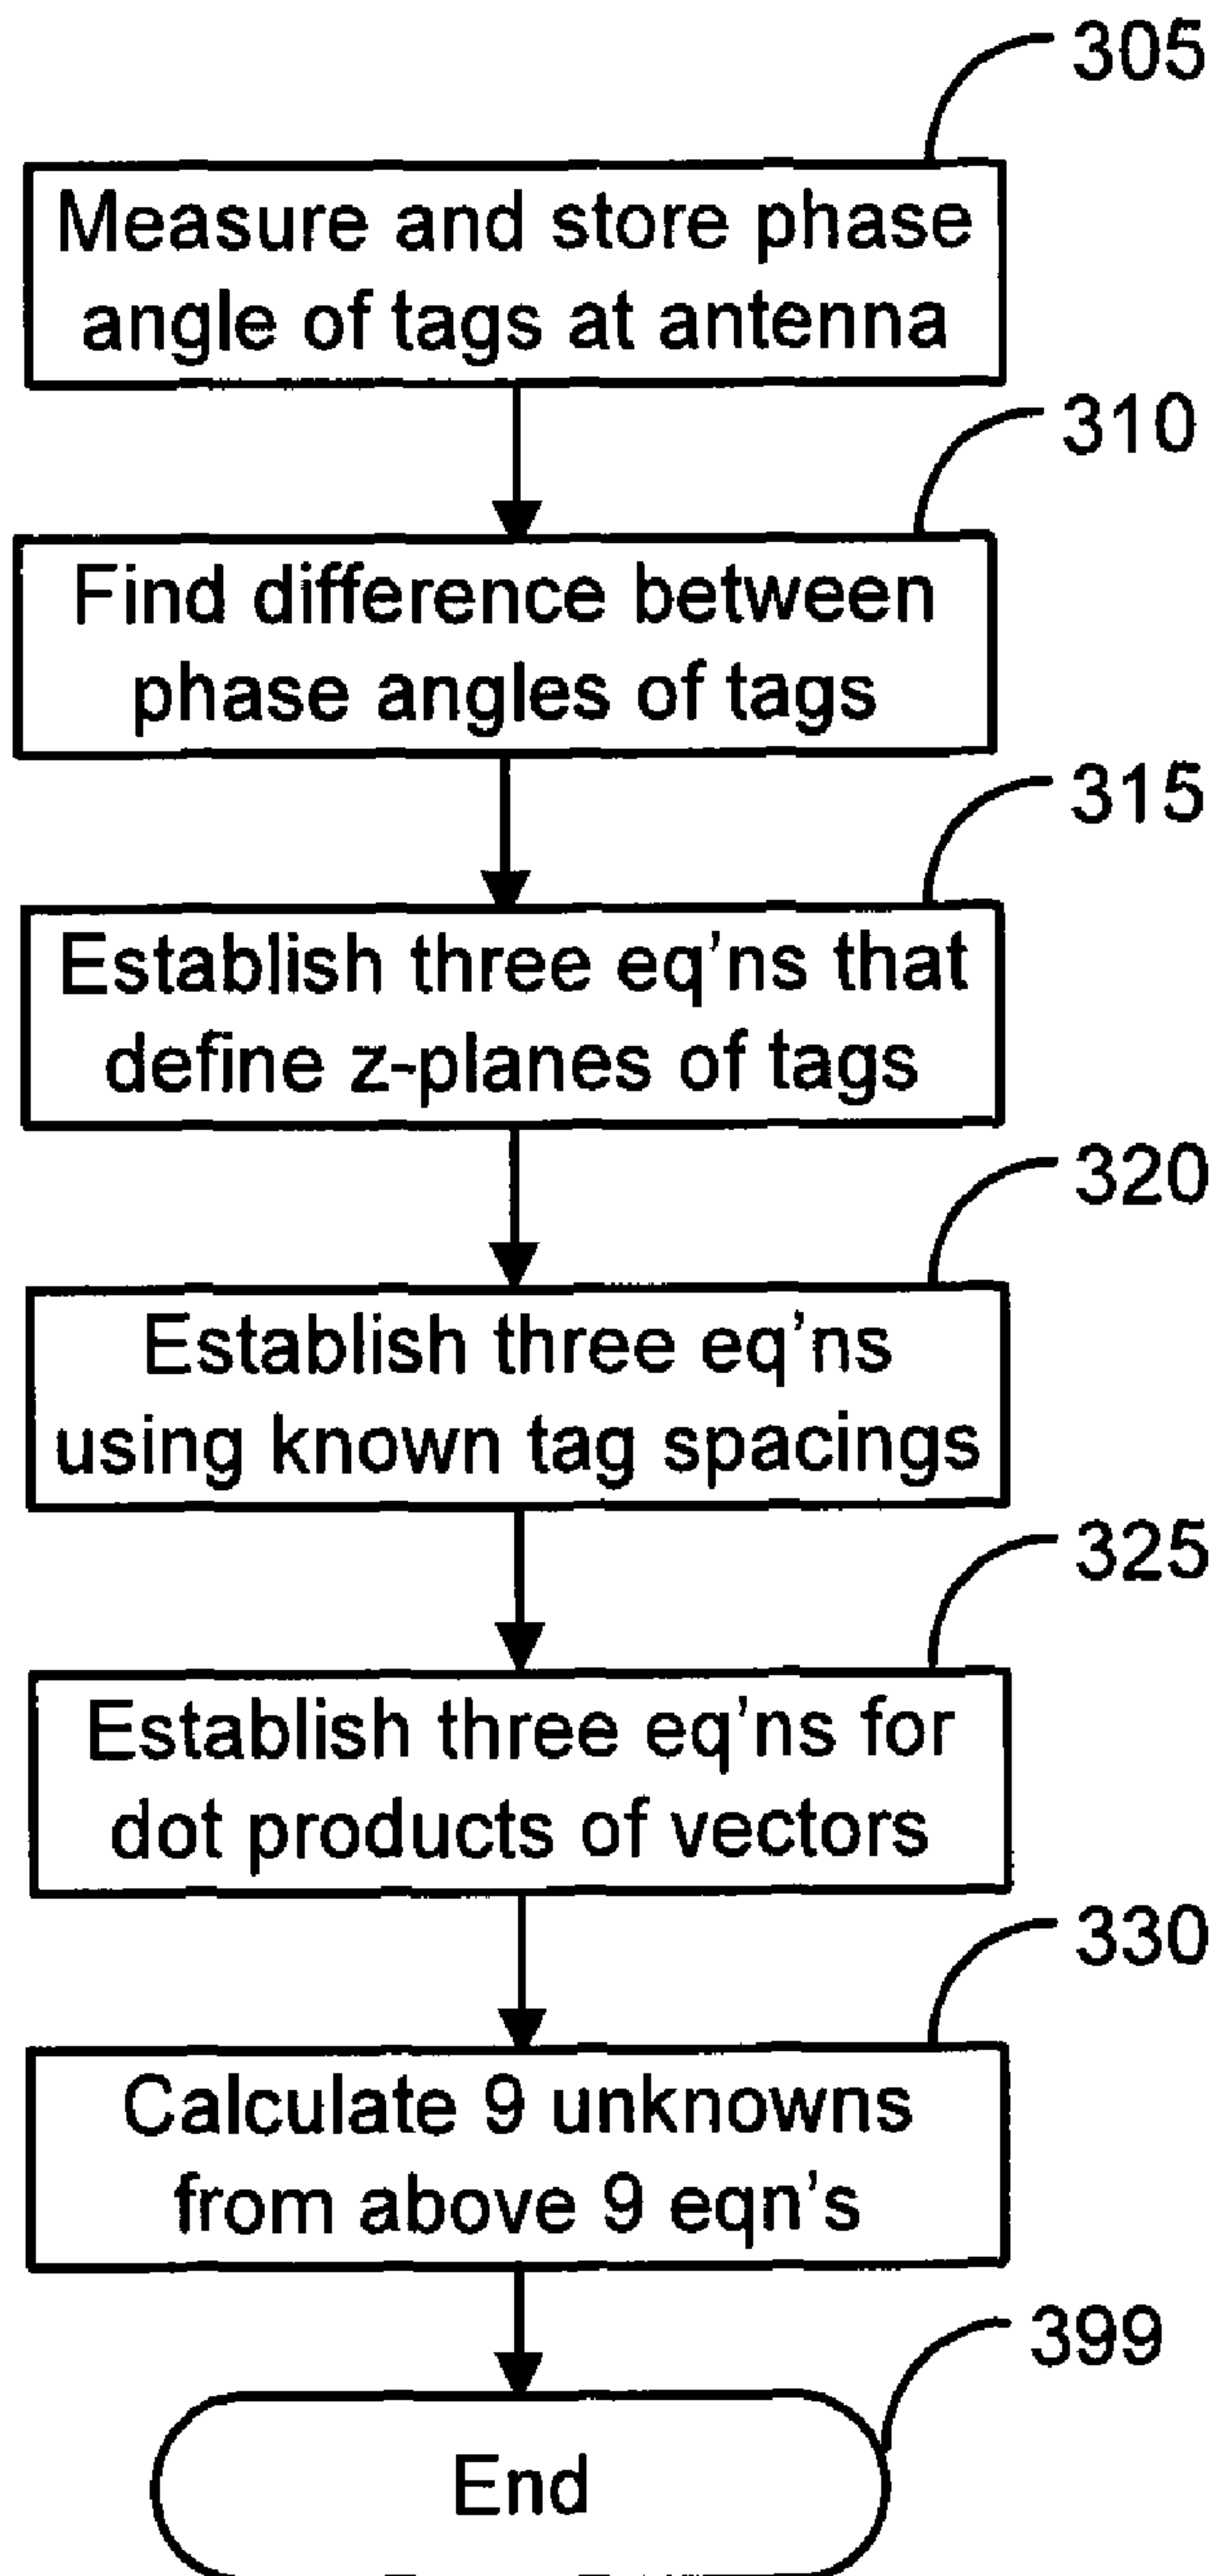 305
Measure and store phase
angle of tags at antenna
310
Find difference between
phase angles of tags
315
Establish three eq'ns that
define z-planes of tags
320
Establish three eq'ns
using known tag spacings
325
Establish three eq'ns for
dot products of vectors
330
Calculate 9 unknowns
from above 9 eqn's
399
End